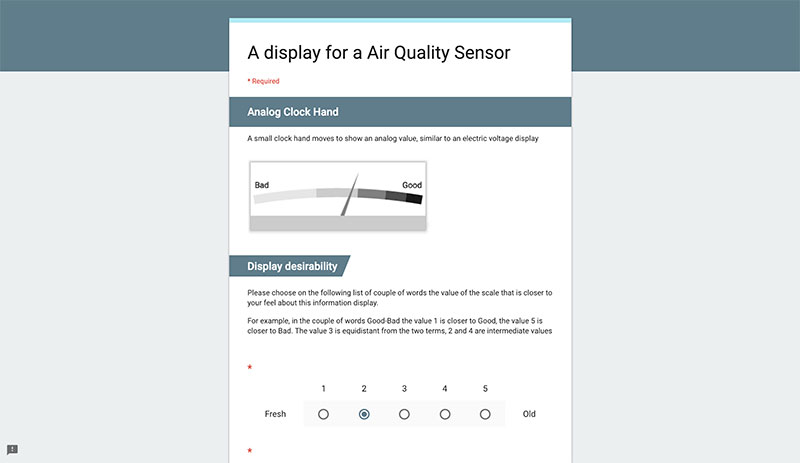 A display for a Air Quality Sensor
* Required
Analog Clock Hand
A small clock hand moves to show an analog value, similar to an electric voltage display
Bad Good
Display desirability
Please choose on the following list of couple of words the value of the scale that is closer to
your feel about this information display.
For example, in the couple of words Good-Bad the value 1 is closer to Good, the value 5 is
closer to Bad. The value 3 is equidistant from the two terms, 2 and 4 are intermediate values
*
1 2 3 4 5
Fresh Old
*